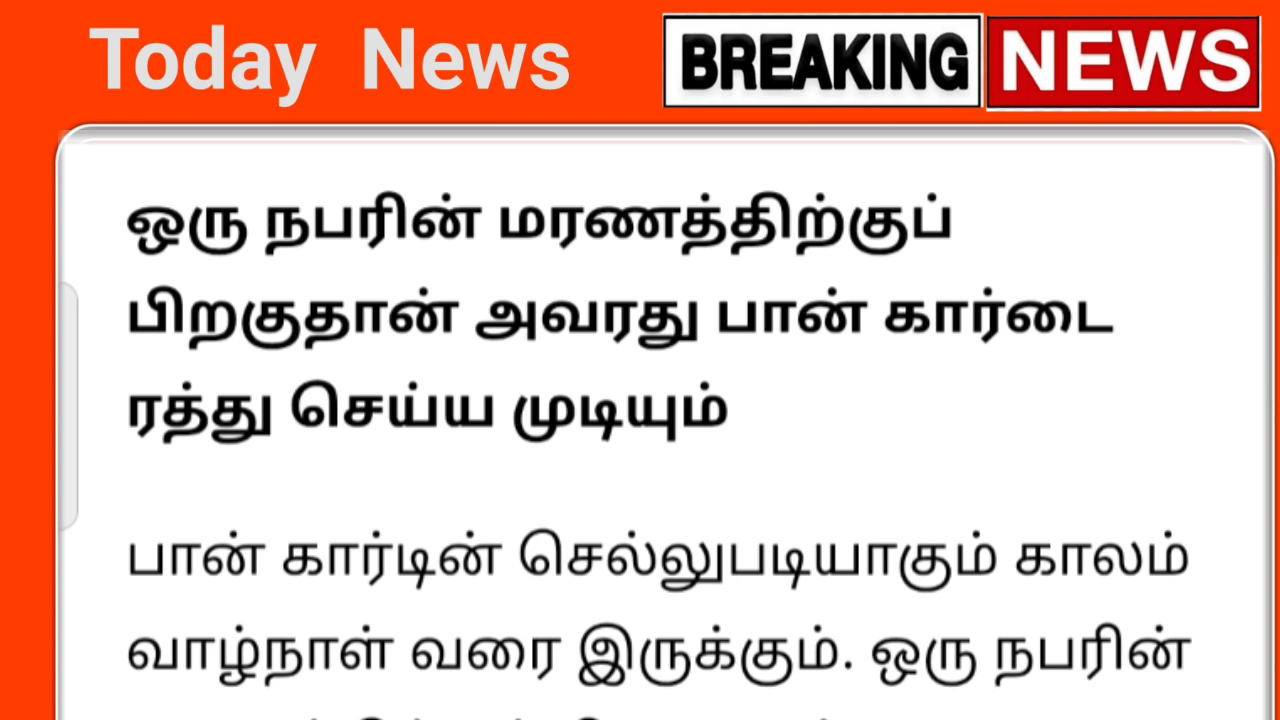 Today News
BREAKING NEWS
ஒரு நபரின் மரணத்திற்குப்
பிறகுதான் அவரது பான் கார்டை
ரத்து செய்ய முடியும்
பான் கார்டின் செல்லுபடியாகும் காலம்
வாழ்நாள் வரை இருக்கும். ஒரு நபரின்